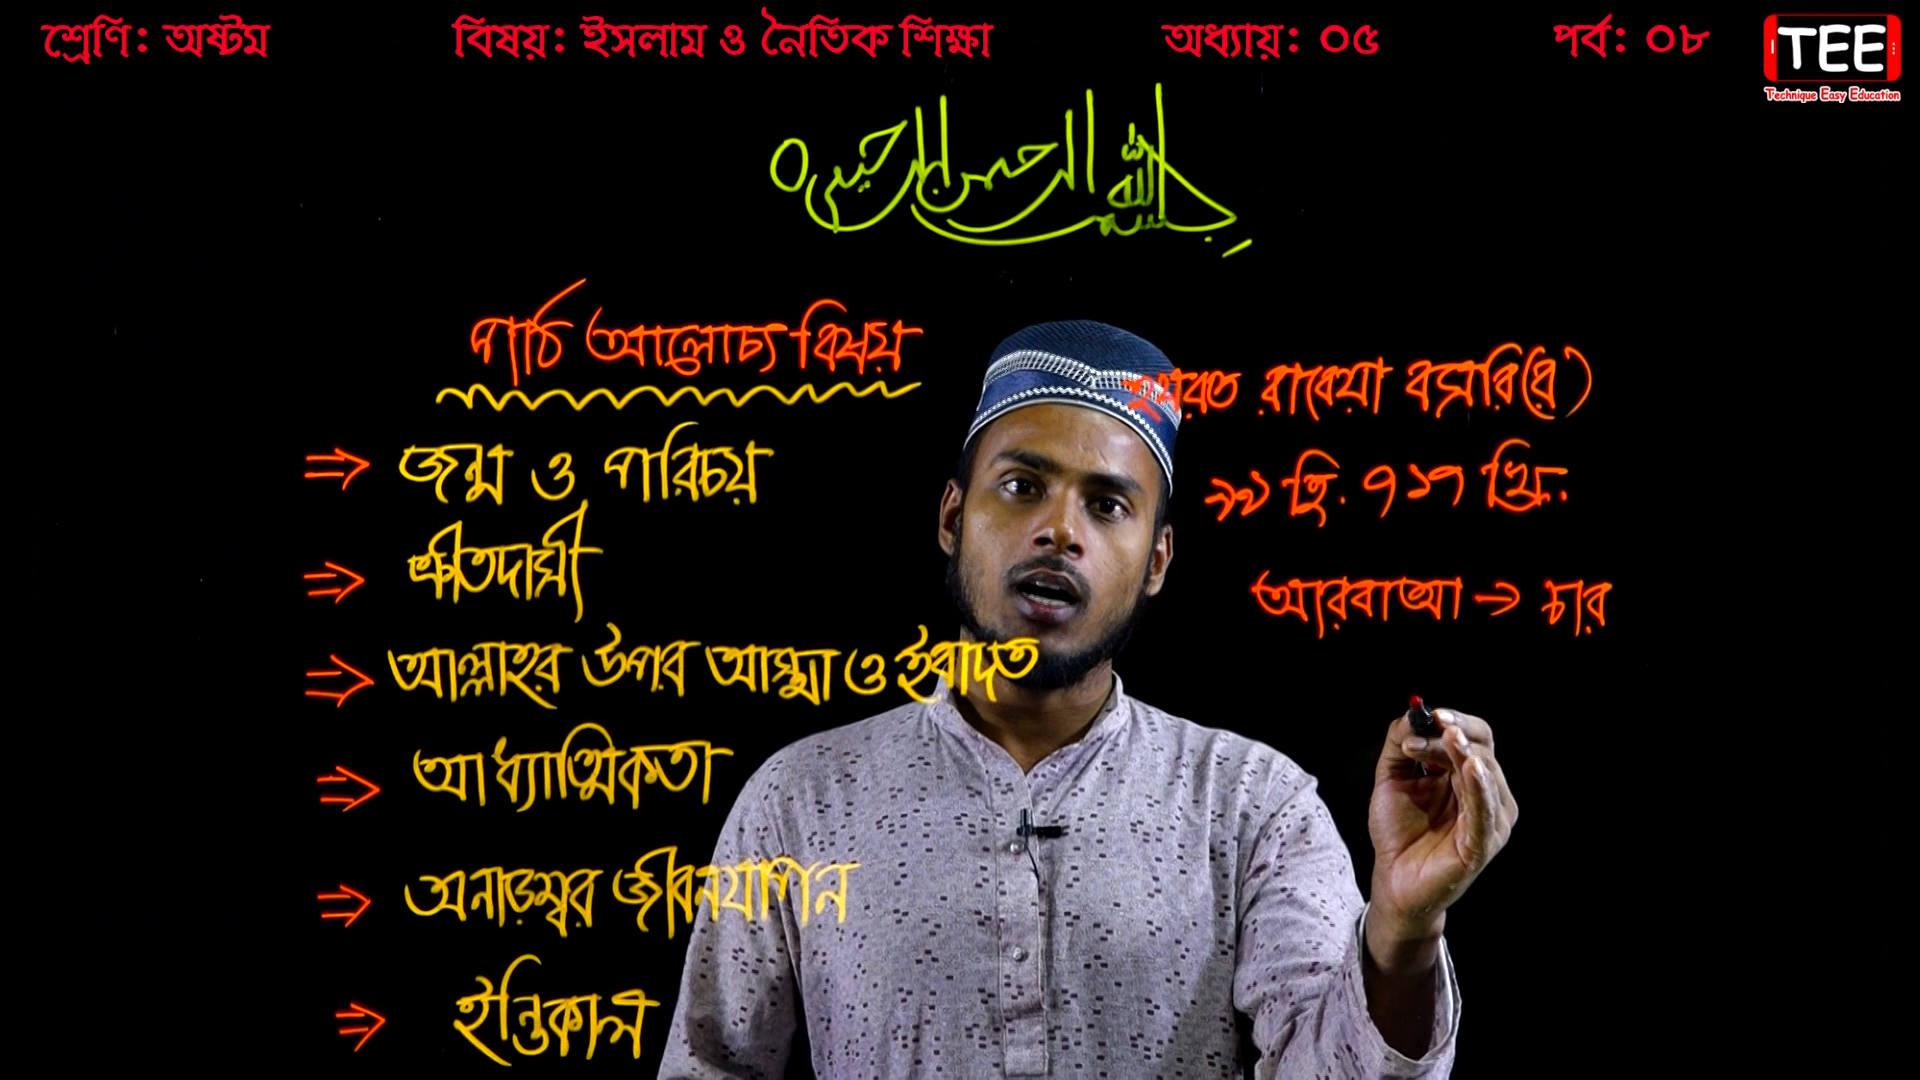 শ্রেণি: অষ্টম বিষয়: ইসলাম ও নৈতিক শিক্ষা অধ্যায়: ০৫ পর্ব: ০৮
TEE
Technique Easy Education
بسم الله الرحمن الرحيم
পাঠে আলোচ্য বিষয়
⇒ জন্ম ও পরিচয়
⇒ ক্রীতদাসী
⇒ আল্লাহর উপর আস্থা ও ইবাদত
⇒ আধ্যাত্মিকতা
⇒ অনাড়ম্বর জীবনযাপন
⇒ ইন্তিকাল
হযরত রাবেয়া বসরি (রে)
৯৯ হি. ৭১৭ খ্রি.
আরবাআ → চার